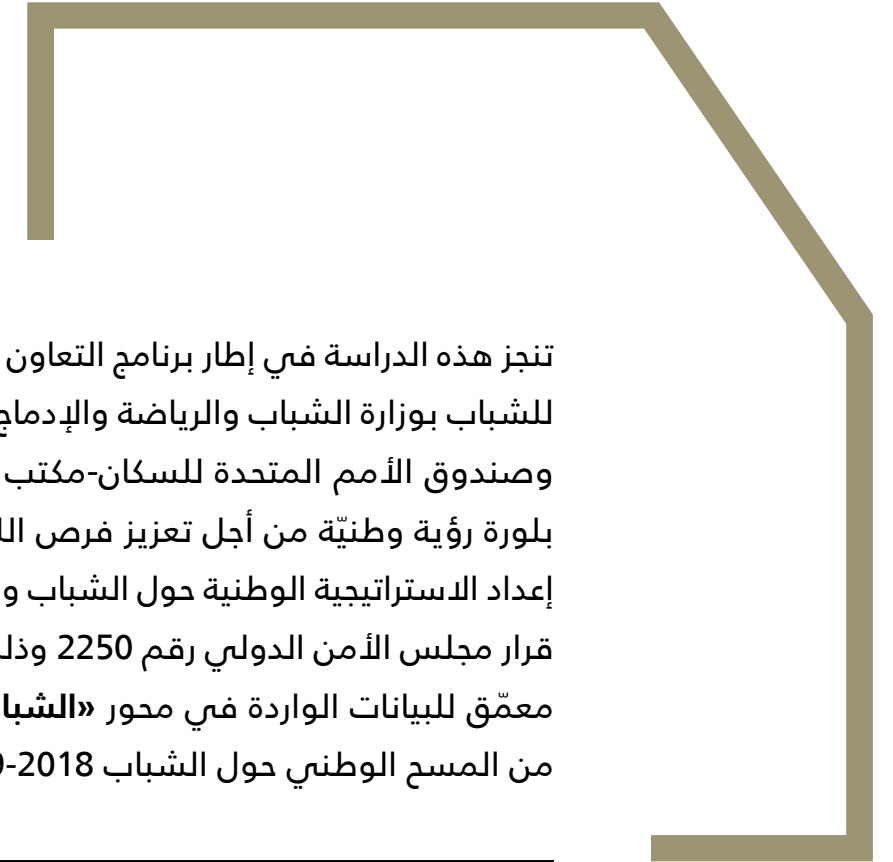 تنجز هذه الدراسة في إطار برنامج التعاون
للشباب بوزارة الشباب والرياضة والإدماج
وصندوق الأمم المتحدة للسكان-مكتب
بلورة رؤية وطنيّة من أجل تعزيز فرص
إعداد الاستراتيجية الوطنية حول الشباب
قرار مجلس الأمن الدولي رقم 2250
معمّق للبيانات الواردة في محور «الشبا
من المسح الوطني حول الشباب 2018-